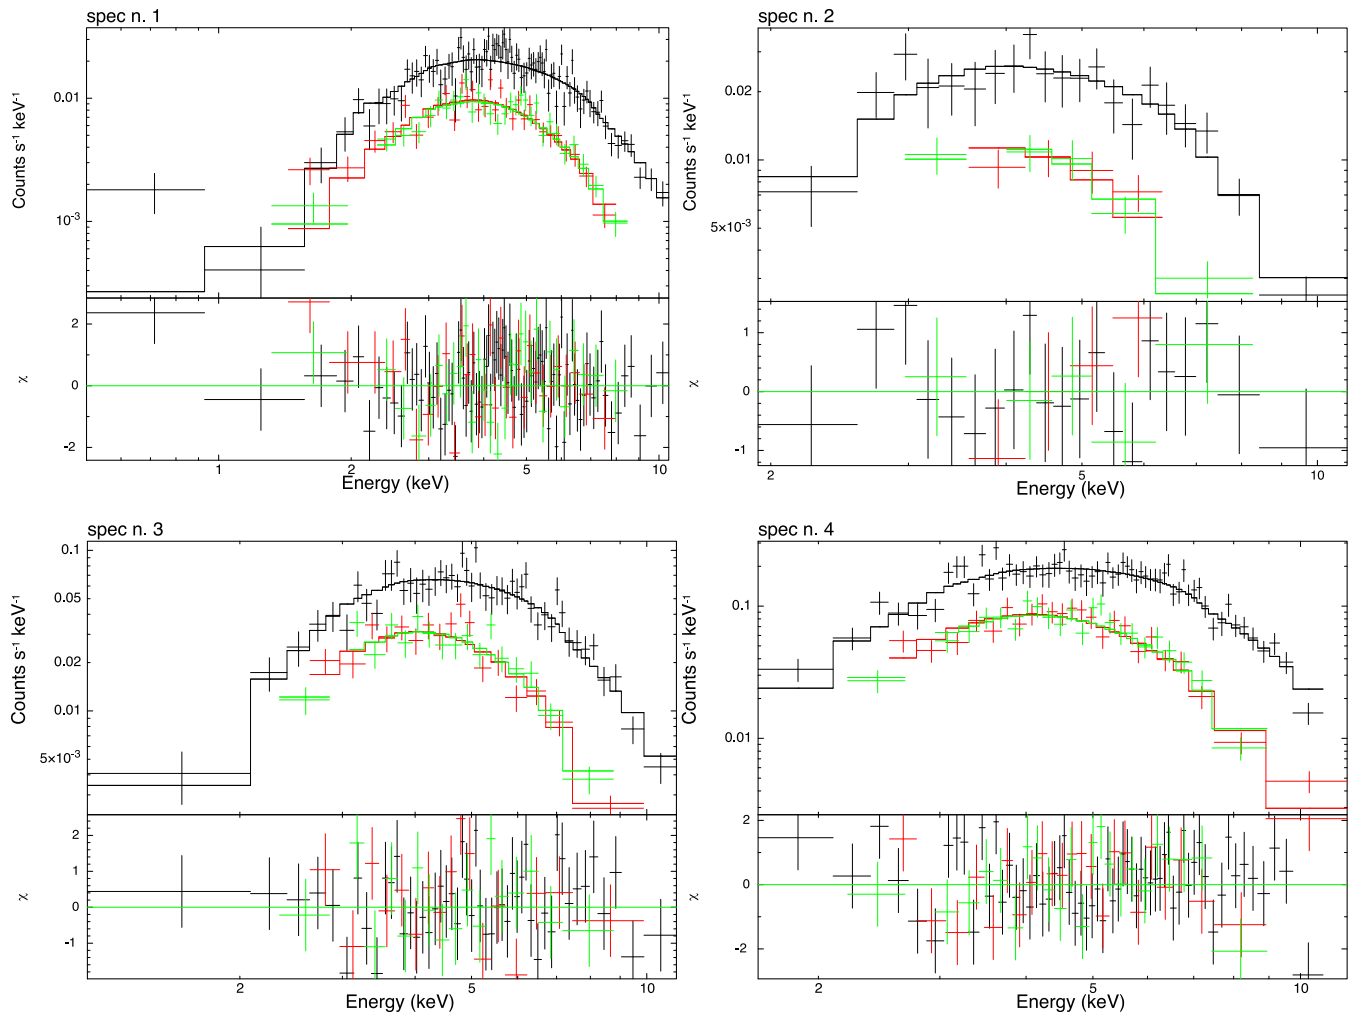 spec n. 1
Counts s⁻¹ keV⁻¹
0.01
10⁻³
χ
2
0
-2
1
2
5
10
Energy (keV)
spec n. 2
Counts s⁻¹ keV⁻¹
0.02
0.01
5×10⁻³
χ
1
0
-1
2
5
10
Energy (keV)
spec n. 3
Counts s⁻¹ keV⁻¹
0.1
0.05
0.02
0.01
5×10⁻³
χ
2
1
0
-1
2
5
10
Energy (keV)
spec n. 4
Counts s⁻¹ keV⁻¹
0.1
0.01
χ
2
0
-2
2
5
10
Energy (keV)